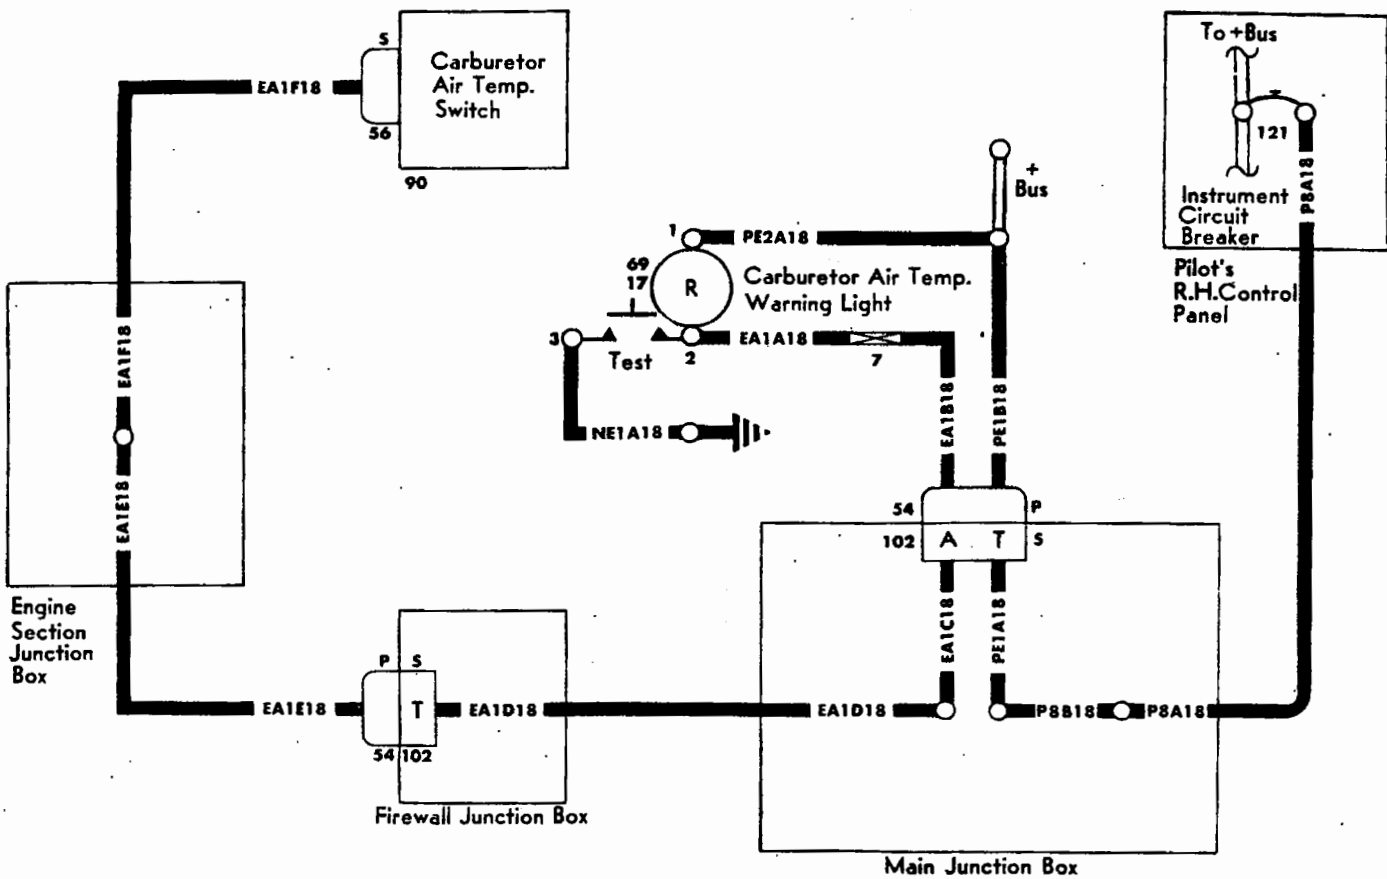 S
EA1F18
56
Carburetor
Air Temp.
Switch
90
To +Bus
121
P8A18
Instrument
Circuit
Breaker
Pilot's
R.H.Control
Panel
+
Bus
1
PE2A18
69
17
R
Carburetor Air Temp.
Warning Light
3
Test
2
EA1A18
7
NE1A18
EA1B18
PE1B18
54
P
102
A
T
S
EA1C18
PE1A18
EA1F18
EA1E18
Engine
Section
Junction
Box
P
S
EA1E18
T
EA1D18
54
102
Firewall Junction Box
EA1D18
P8B18
P8A18
Main Junction Box